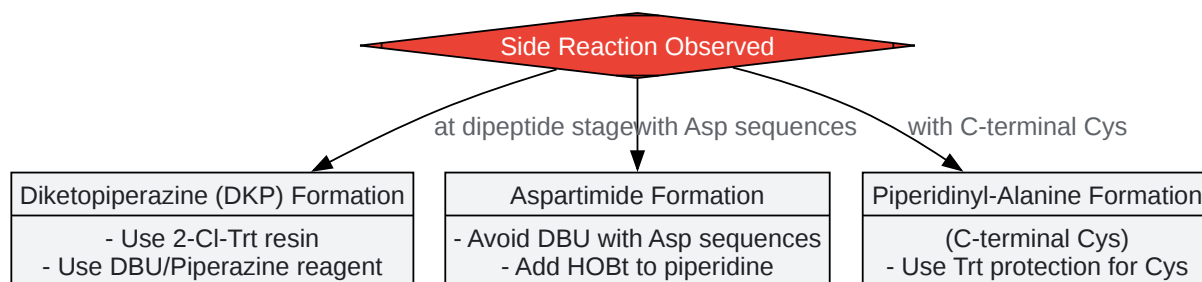 Side Reaction Observed
at dipeptide stage
with Asp sequences
with C-terminal Cys
Diketopiperazine (DKP) Formation
- Use 2-Cl-Trt resin
- Use DBU/Piperazine reagent
Aspartimide Formation
- Avoid DBU with Asp sequences
- Add HOBt to piperidine
Piperidinyl-Alanine Formation
(C-terminal Cys)
- Use Trt protection for Cys